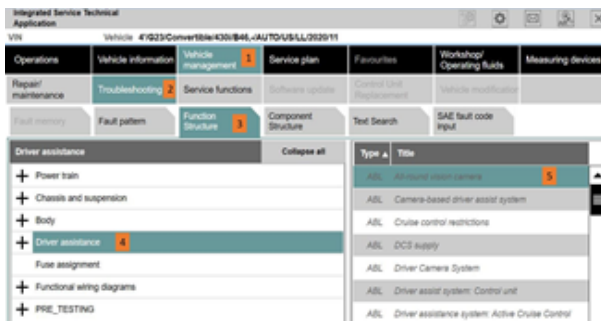 Integrated Service Technical
Application
VIN Vehicle 4'/G23/Convertible/430i/B46,-/AUTO/US/LL/2020/11
Operations
Vehicle information
Vehicle
management 1
Service plan
Favourites
Workshop/
Operating fluids
Measuring devices
Repair/
maintenance
Troubleshooting 2
Service functions
Software update
Control Unit
Replacement
Vehicle modification
Fault memory
Fault pattern
Function
Structure 3
Component
Structure
Text Search
SAE fault code
input
Driver assistance Collapse all
+ Power train
+ Chassis and suspension
+ Body
+ Driver assistance 4
Fuse assignment
+ Functional wiring diagrams
+ PRE_TESTING
Type Title
ABL All-round vision camera 5
ABL Camera-based driver assist system
ABL Cruise control restrictions
ABL DCS supply
ABL Driver Camera System
ABL Driver assist system: Control unit
ABL Driver assistance system: Active Cruise Control